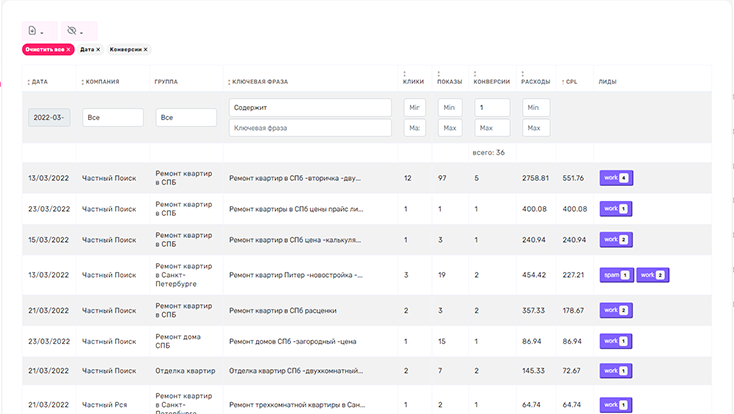 Очистить все ✕ Дата ✕ Конверсии ✕
ДАТА КОМПАНИЯ ГРУППА КЛЮЧЕВАЯ ФРАЗА КЛИКИ ПОКАЗЫ КОНВЕРСИИ РАСХОДЫ ↑ CPL ЛИДЫ
2022-03- Все Все Содержит Mir Min 1 Min
Ключевая фраза Ma: Max Max Max
всего: 36
13/03/2022 Частный Поиск Ремонт квартир в СПБ Ремонт квартир в СПб -вторичка -дву... 12 97 5 2758.81 551.76 work 4
23/03/2022 Частный Поиск Ремонт квартир в СПБ Ремонт квартиры в СПб цены прайс ли... 1 1 1 400.08 400.08 work 1
15/03/2022 Частный Поиск Ремонт квартир в СПБ Ремонт квартир в СПб цена -калькуля... 1 3 1 240.94 240.94 work 2
13/03/2022 Частный Поиск Ремонт квартир в Санкт-Петербурге Ремонт квартир Питер -новостройка -... 3 19 2 454.42 227.21 spam 1 work 2
21/03/2022 Частный Поиск Ремонт квартир в СПБ Ремонт квартир в СПб расценки 2 3 2 357.33 178.67 work 2
23/03/2022 Частный Поиск Ремонт дома СПБ Ремонт домов СПб -загородный -цена 1 15 1 86.94 86.94 work 1
21/03/2022 Частный Поиск Отделка квартир Отделка квартир СПб -двухкомнатный... 2 7 2 145.33 72.67 work 1
21/03/2022 Частный Рся Ремонт квартир в Санкт- Ремонт трехкомнатной квартиры в Сан... 1 2 1 64.74 64.74 work 1